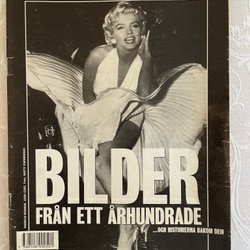 BILDER
FRÅN ETT ÅRHUNDRADE
...OCH HISTORIERNA BAKOM DEM